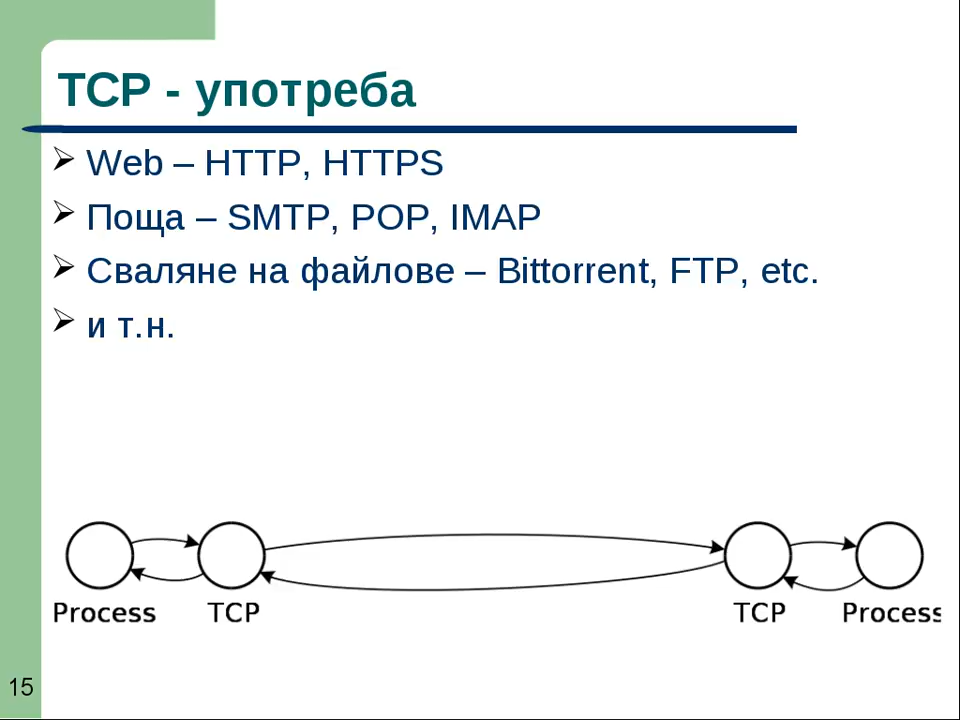 TCP - употреба
Web – HTTP, HTTPS
Поща – SMTP, POP, IMAP
Сваляне на файлове – Bittorrent, FTP, etc.
и т.н.
Process TCP TCP Process
15